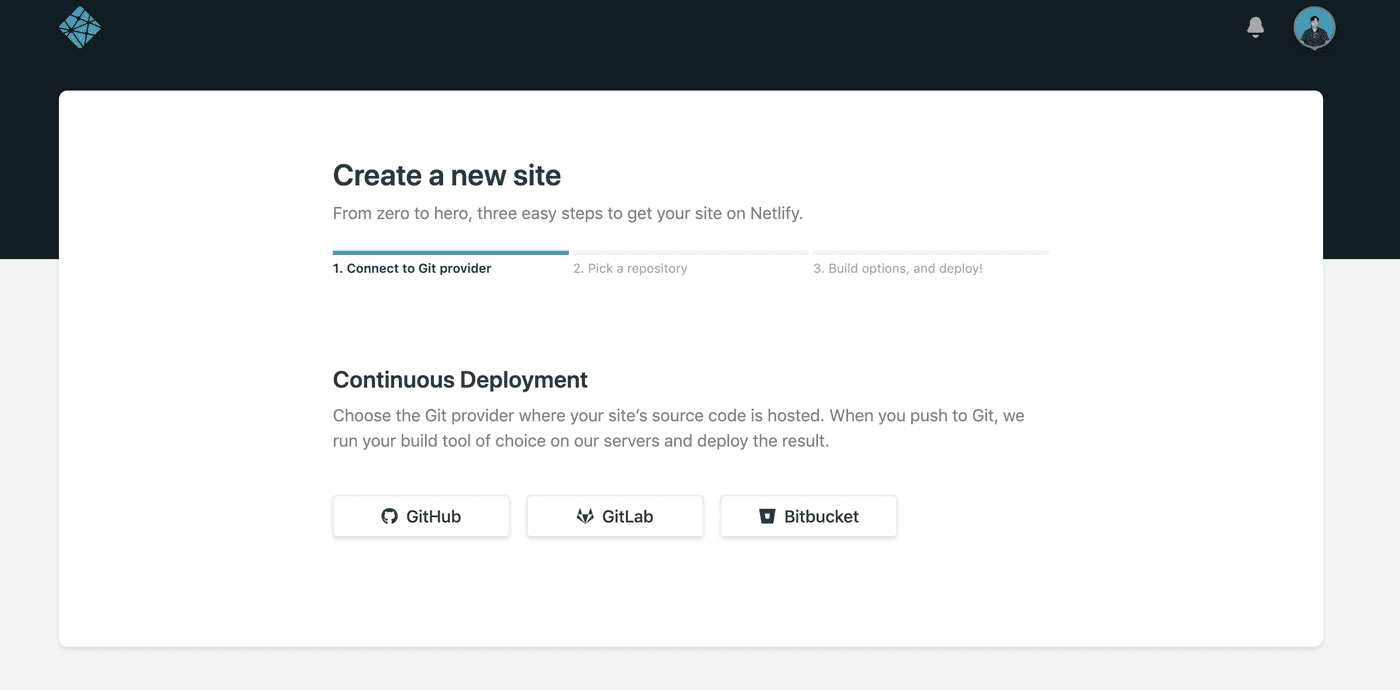 Create a new site
From zero to hero, three easy steps to get your site on Netlify.
1. Connect to Git provider
2. Pick a repository
3. Build options, and deploy!
Continuous Deployment
Choose the Git provider where your site’s source code is hosted. When you push to Git, we
run your build tool of choice on our servers and deploy the result.
GitHub
GitLab
Bitbucket